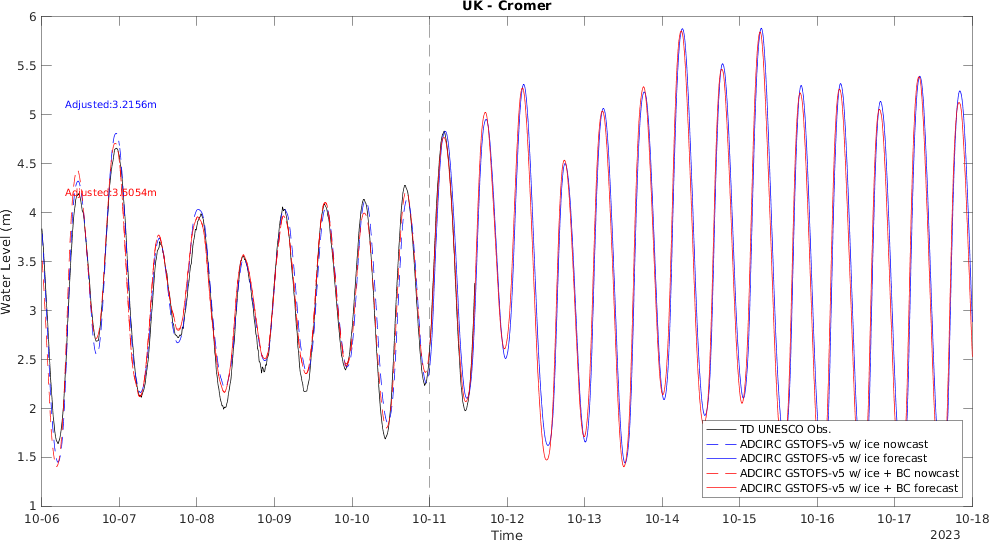 UK - Cromer
Water Level (m)
6
5.5
5
4.5
4
3.5
3
2.5
2
1.5
1
Adjusted:3.2156m
Adjusted:3.6054m
TD UNESCO Obs.
ADCIRC GSTOFS-v5 w/ ice nowcast
ADCIRC GSTOFS-v5 w/ ice forecast
ADCIRC GSTOFS-v5 w/ ice + BC nowcast
ADCIRC GSTOFS-v5 w/ ice + BC forecast
10-06 10-07 10-08 10-09 10-10 10-11 10-12 10-13 10-14 10-15 10-16 10-17 10-18
Time
2023